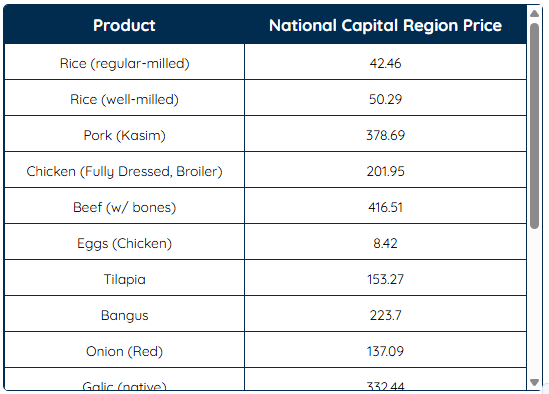 Product National Capital Region Price
Rice (regular-milled) 42.46
Rice (well-milled) 50.29
Pork (Kasim) 378.69
Chicken (Fully Dressed, Broiler) 201.95
Beef (w/ bones) 416.51
Eggs (Chicken) 8.42
Tilapia 153.27
Bangus 223.7
Onion (Red) 137.09
Galic (native) 332.44